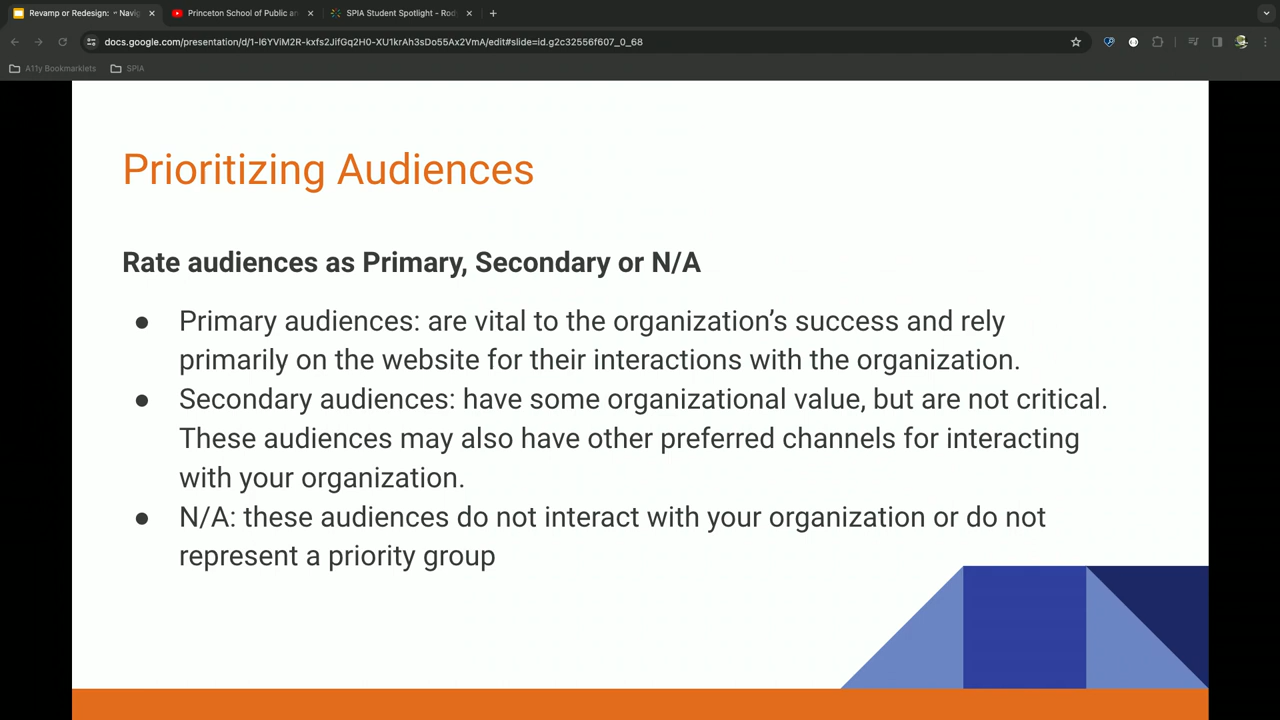 Revamp or Redesign: " Navig
Princeton School of Public an
SPIA Student Spotlight - Rod
docs.google.com/presentation/d/1-I6YViM2R-kxfs2JifGq2H0-XU1krAh3sDo55Ax2VmA/edit#slide=id.g2c32556f607_0_68
A11y Bookmarklets
SPIA
Prioritizing Audiences
Rate audiences as Primary, Secondary or N/A
● Primary audiences: are vital to the organization’s success and rely
primarily on the website for their interactions with the organization.
● Secondary audiences: have some organizational value, but are not critical.
These audiences may also have other preferred channels for interacting
with your organization.
● N/A: these audiences do not interact with your organization or do not
represent a priority group